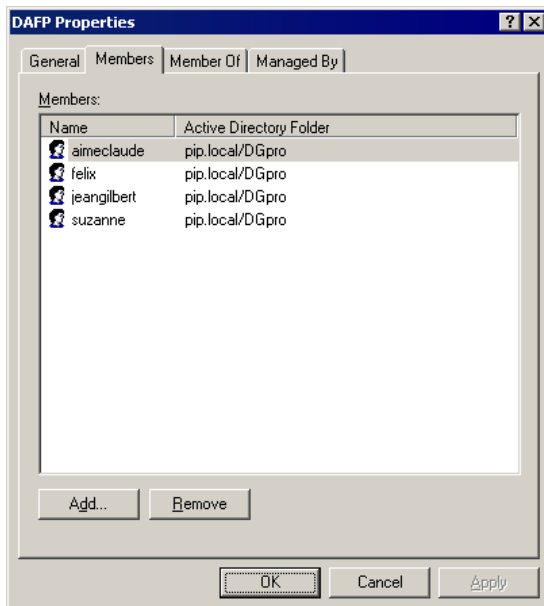 DAFP Properties
General Members Member Of Managed By
Members:
Name Active Directory Folder
aimeclaude pip.local/DGpro
felix pip.local/DGpro
jeangilbert pip.local/DGpro
suzanne pip.local/DGpro
Add... Remove
OK Cancel Apply